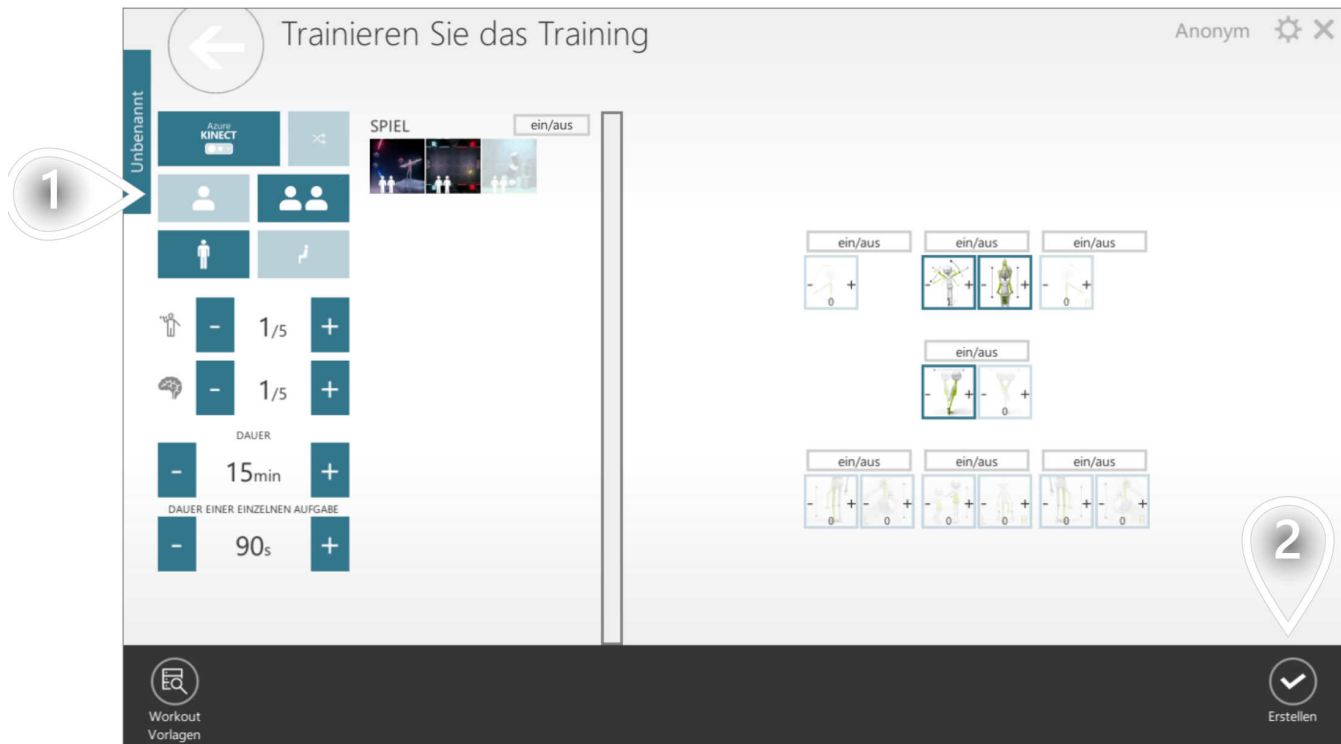 Trainieren Sie das Training
Anonym
Unbenannt
Azure
KINECT
SPIEL
ein/aus
1
ein/aus
ein/aus
ein/aus
- + 0
- + 1
- +
- + 0
- 1/5 +
ein/aus
- +
- + 0
- 1/5 +
DAUER
- 15min +
ein/aus
ein/aus
ein/aus
- + 0
- + 0
- + 0
- + 0 R
- + 0
- + 0 R
DAUER EINER EINZELNEN AUFGABE
- 90s +
2
Workout
Vorlagen
Erstellen